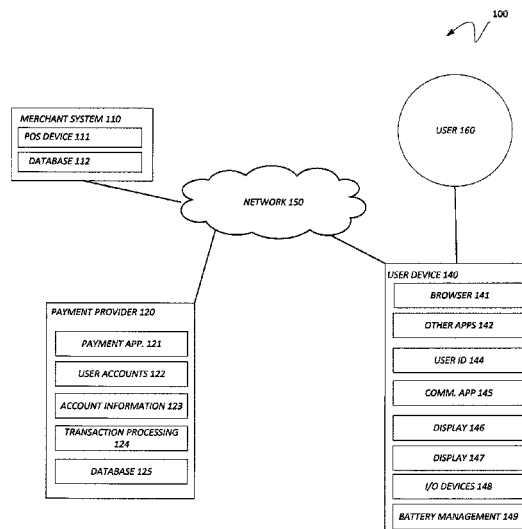 100
MERCHANT SYSTEM 110
POS DEVICE 111
DATABASE 112
USER 160
NETWORK 150
PAYMENT PROVIDER 120
PAYMENT APP. 121
USER ACCOUNTS 122
ACCOUNT INFORMATION 123
TRANSACTION PROCESSING
124
DATABASE 125
USER DEVICE 140
BROWSER 141
OTHER APPS 142
USER ID 144
COMM. APP 145
DISPLAY 146
DISPLAY 147
I/O DEVICES 148
BATTERY MANAGEMENT 149